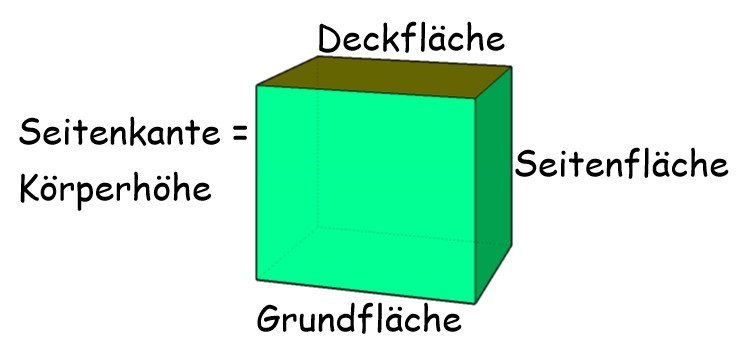 Deckfläche
Seitenkante =
Körperhöhe
Seitenfläche
Grundfläche